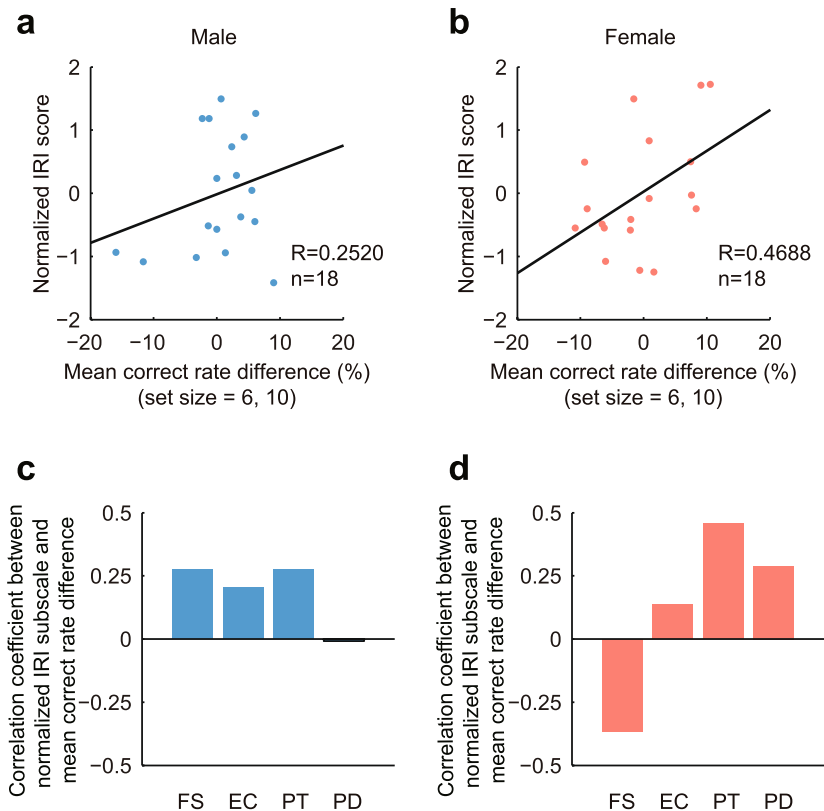 a
Male
Normalized IRI score
2
1
0
−1
−2
−20
−10
0
10
20
R=0.2520
n=18
Mean correct rate difference (%)
(set size = 6, 10)
b
Female
Normalized IRI score
2
1
0
−1
−2
−20
−10
0
10
20
R=0.4688
n=18
Mean correct rate difference (%)
(set size = 6, 10)
c
Correlation coefficient between
normalized IRI subscale and
mean correct rate difference
0.5
0.25
0
−0.25
−0.5
FS
EC
PT
PD
d
Correlation coefficient between
normalized IRI subscale and
mean correct rate difference
0.5
0.25
0
−0.25
−0.5
FS
EC
PT
PD